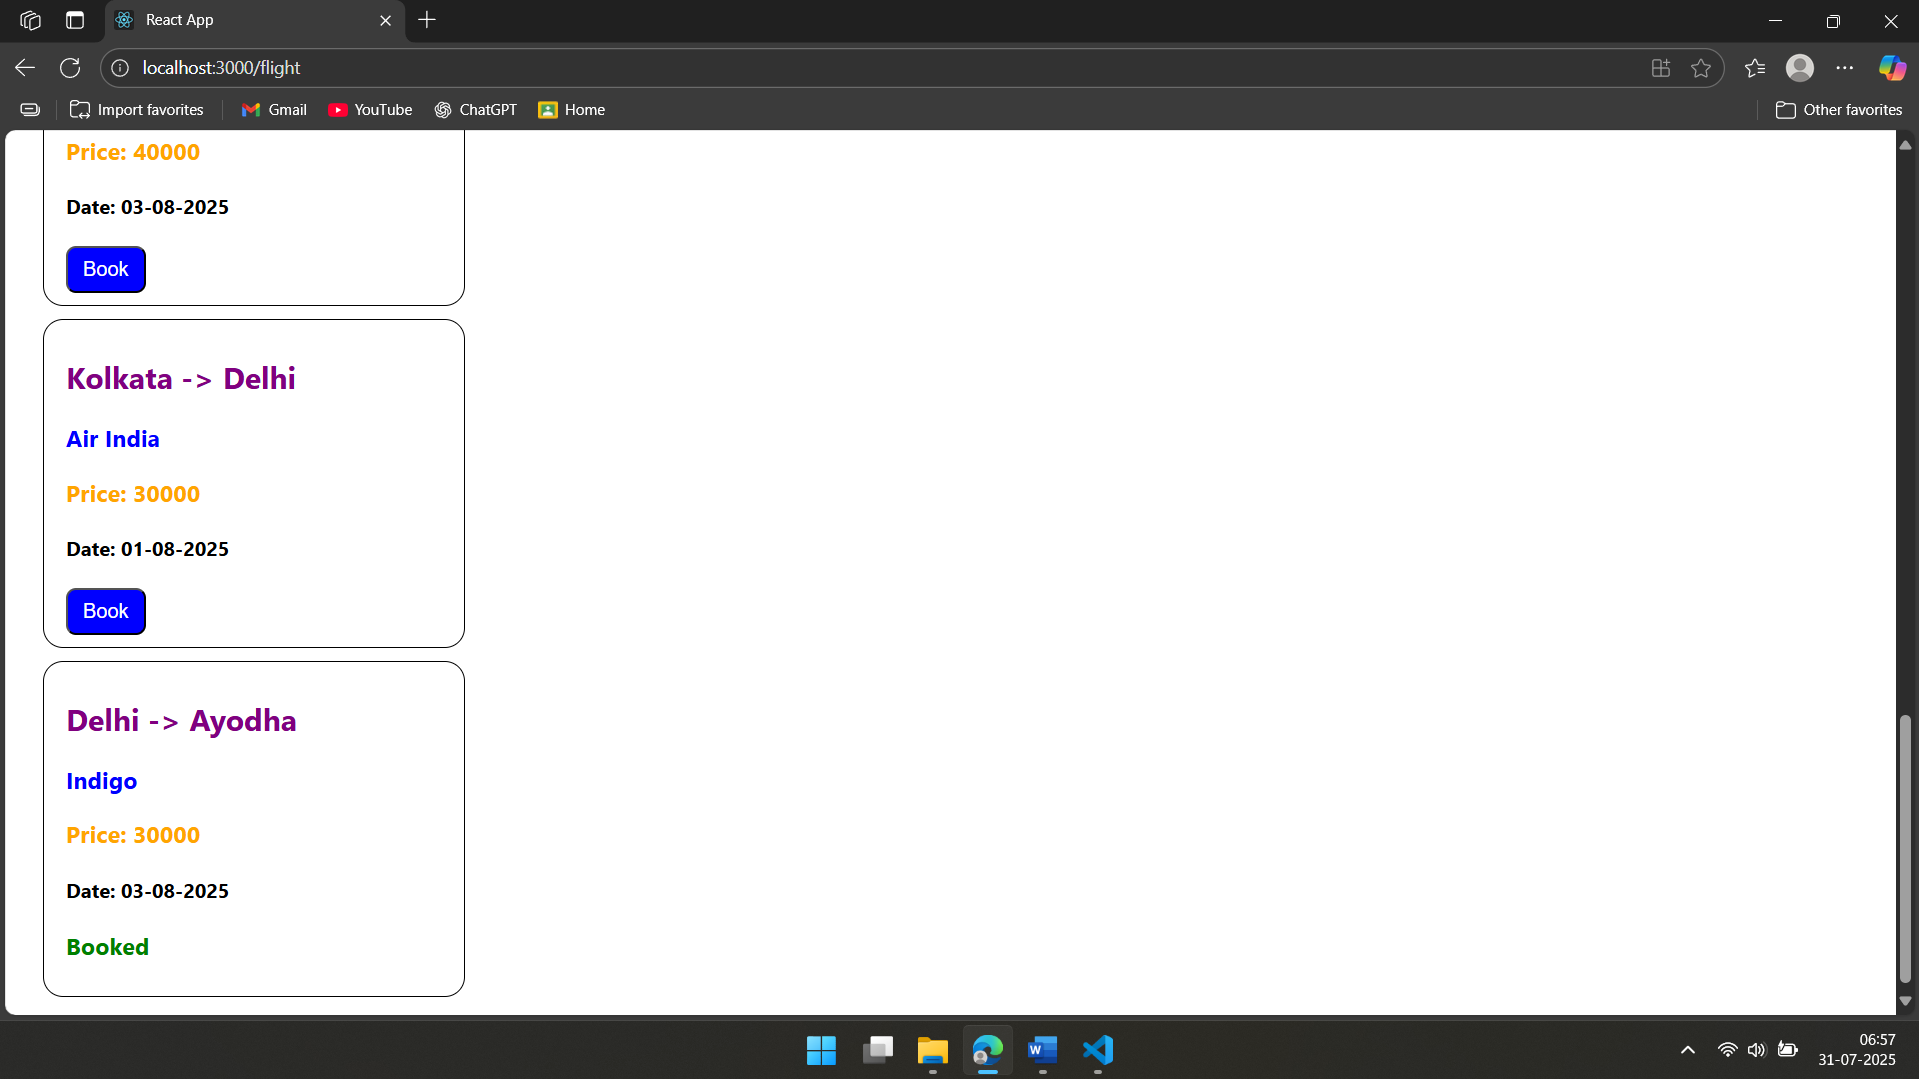 React App
localhost:3000/flight
Import favorites
Gmail
YouTube
ChatGPT
Home
Other favorites
Price: 40000
Date: 03-08-2025
Book
Kolkata -> Delhi
Air India
Price: 30000
Date: 01-08-2025
Book
Delhi -> Ayodha
Indigo
Price: 30000
Date: 03-08-2025
Booked
06:57
31-07-2025